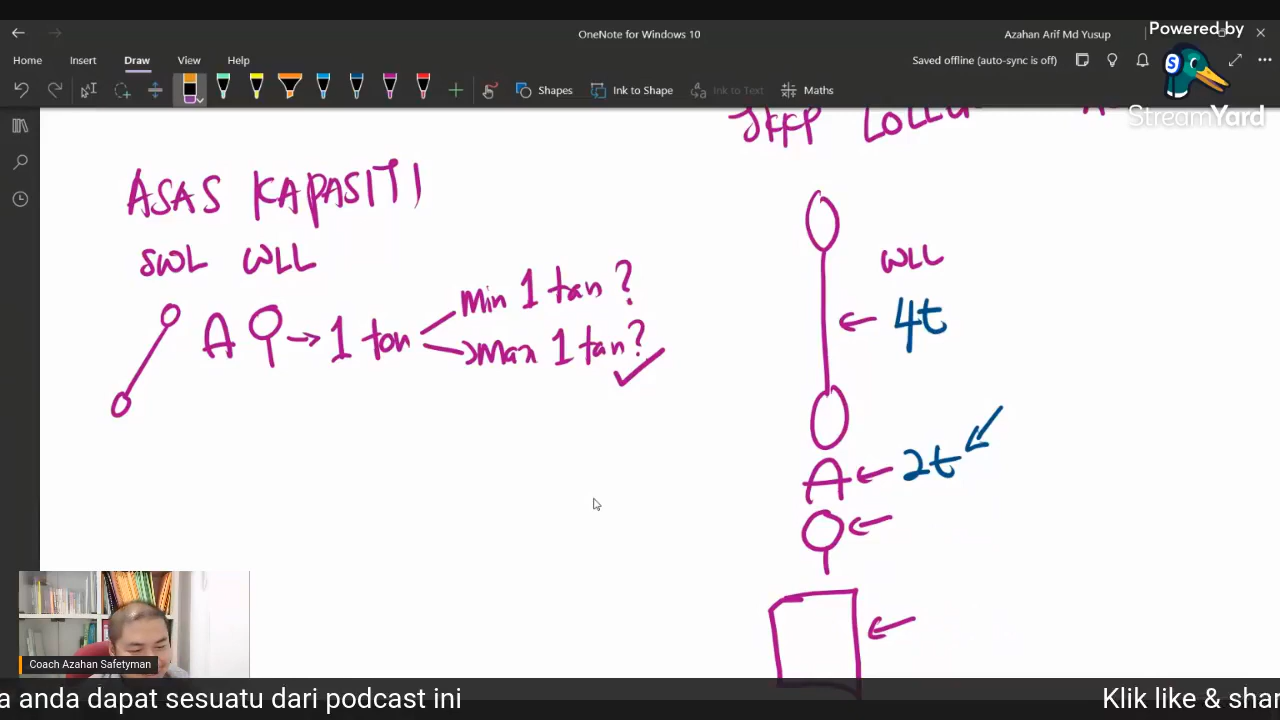 OneNote for Windows 10
Azahan Arif Md Yusup
Powered by
StreamYard
Home Insert Draw View Help
Saved offline (auto-sync is off)
Shapes Ink to Shape Ink to Text Maths
ASAS KAPASITI
SWL WLL
A → 1 ton
Min 1 tan?
Max 1 tan?
WLL
4t
A ← 2t
Coach Azahan Safetyman
a anda dapat sesuatu dari podcast ini
Klik like & shar